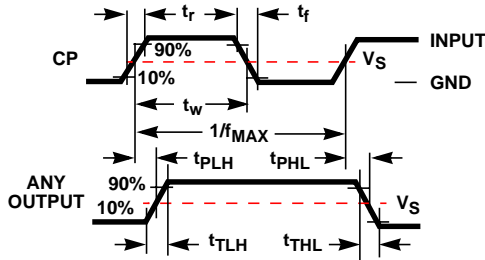 tr tf
CP 90% INPUT
10% VS
GND
tw
1/fMAX
tPLH tPHL
ANY OUTPUT 90%
10% VS
tTLH tTHL